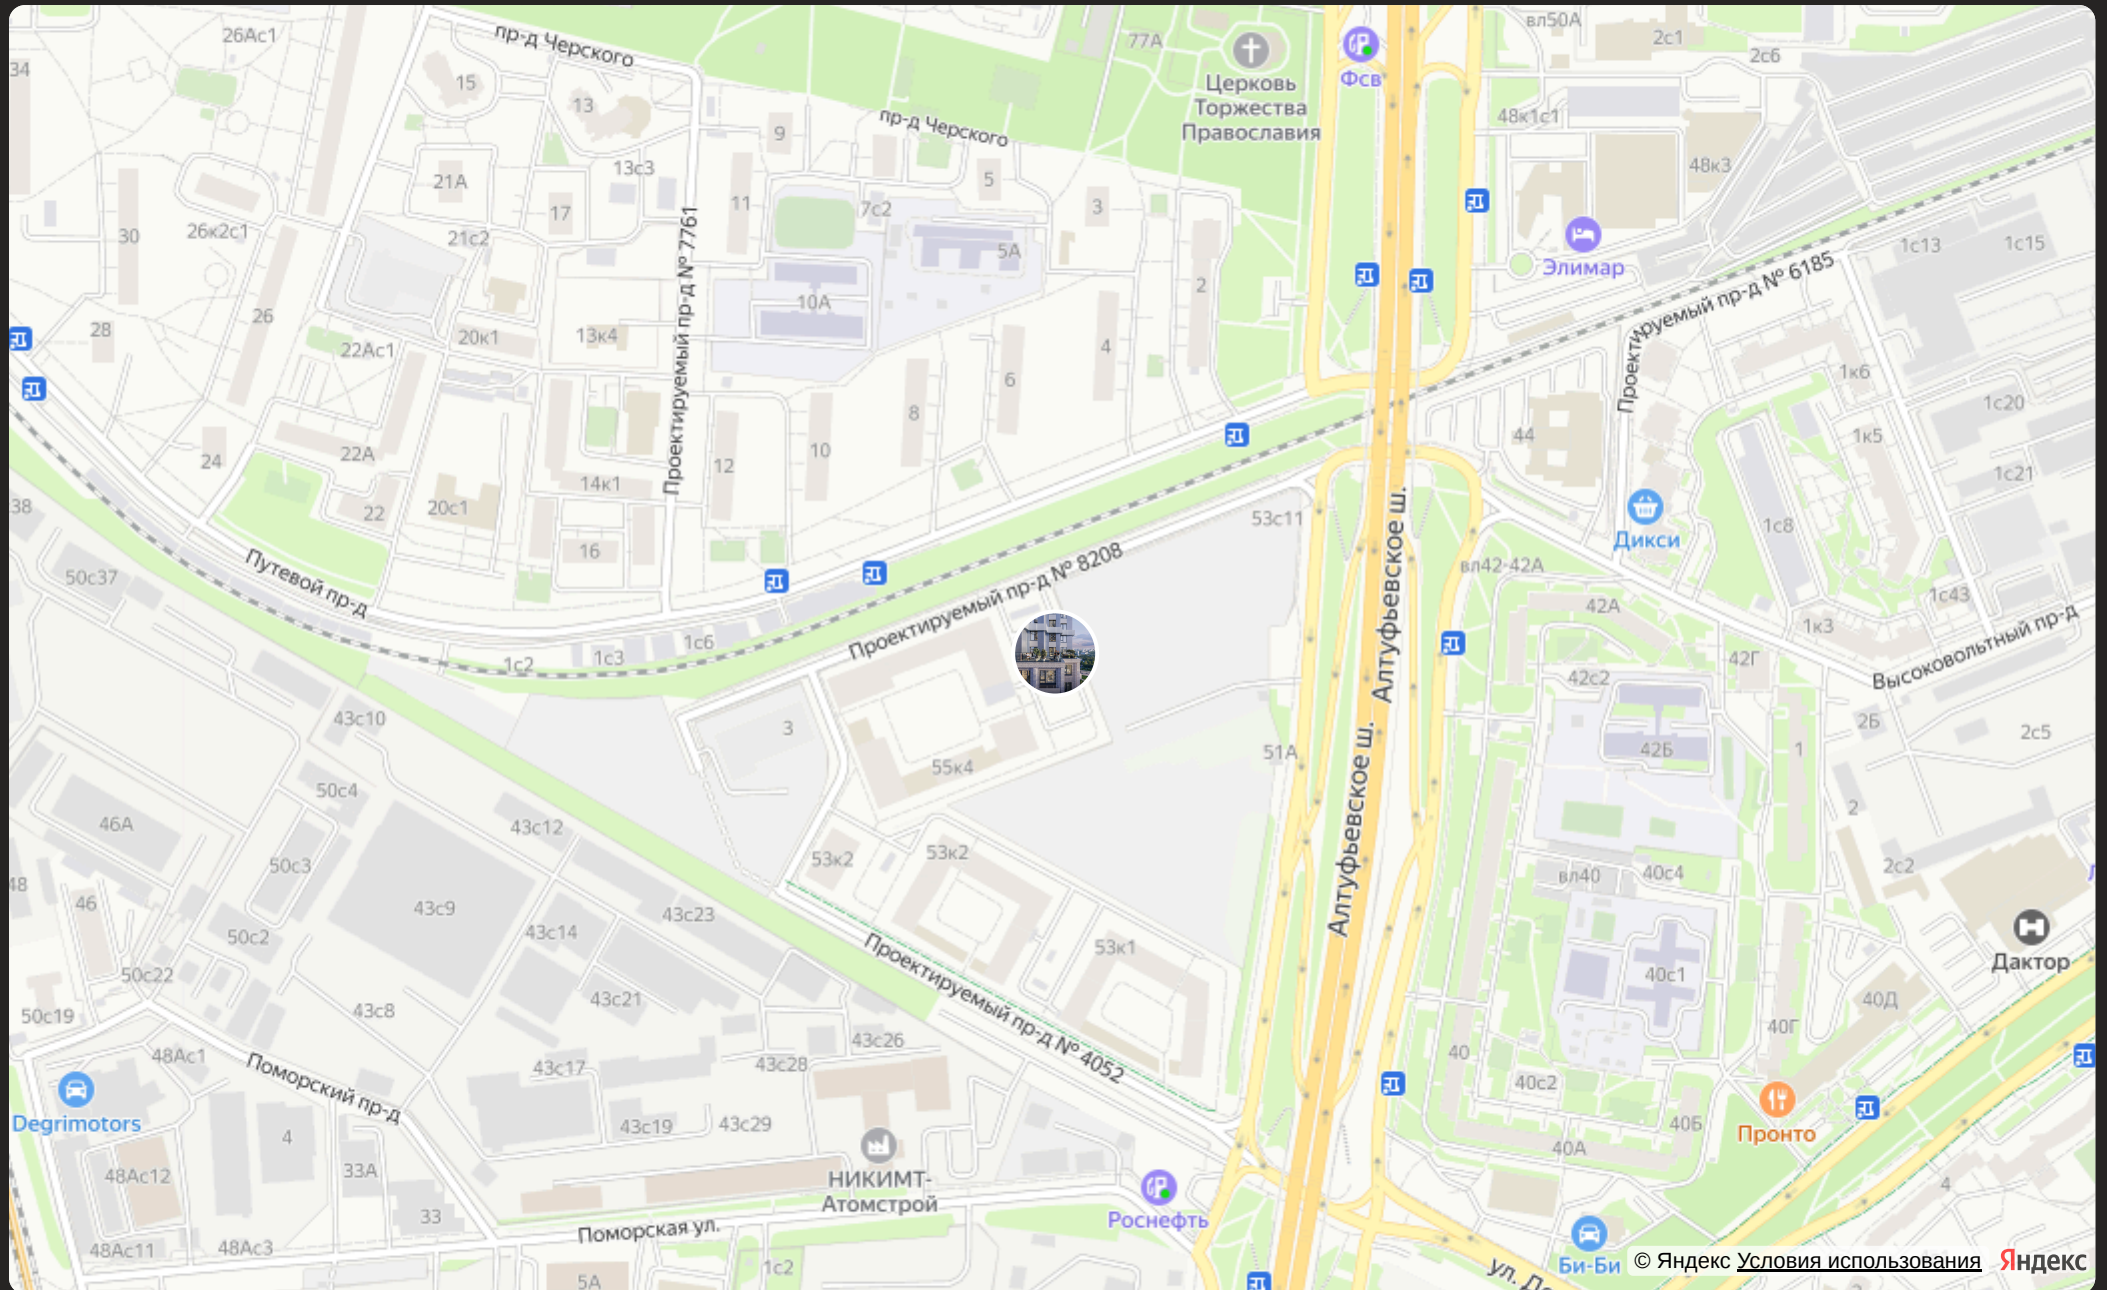 26Ас1
пр-д Черского
77А
вл50А
2с1
2с6
34
15
13
9
Церковь
Торжества
Православия
Фсв
48к1с1
пр-д Черского
48к3
13с3
21А
17
11
7с2
5
3
30
26к2с1
21с2
5А
2
Элимар
1с13
1с15
10А
Проектируемый пр-д № 7761
Проектируемый пр-д № 6185
28
26
22Ас1
20к1
13к4
4
6
8
1к6
1с20
44
1к5
24
22А
12
10
1с21
14к1
20с1
22
38
53с11
1с8
Дикси
16
50с37
Путевой пр-д
Проектируемый пр-д № 8208
Алтуфьевское ш.
вл42-42А
42А
1с43
1к3
Высоковольтный пр-д
1с2
1с3
1с6
42Г
42с2
43с10
3
51А
55к4
42Б
1
2Б
2с5
50с4
46А
43с12
50с3
53к2
53к2
Алтуфьевское ш.
2
2с2
вл40
40с4
48
46
43с9
43с23
43с14
50с2
53к1
Дактор
50с22
40с1
Проектируемый пр-д № 4052
43с21
43с8
50с19
40Д
40Г
43с26
48Ас1
43с17
43с28
40
40с2
Поморский пр-д
Degrimotors
43с19
43с29
40Б
Пронто
4
33А
40А
48Ас12
НИКИМТ-
Атомстрой
Роснефть
4
33
Поморская ул.
48Ас11
48Ас3
1с2
5А
Би-Би
ул.
© Яндекс Условия использования
Яндекс